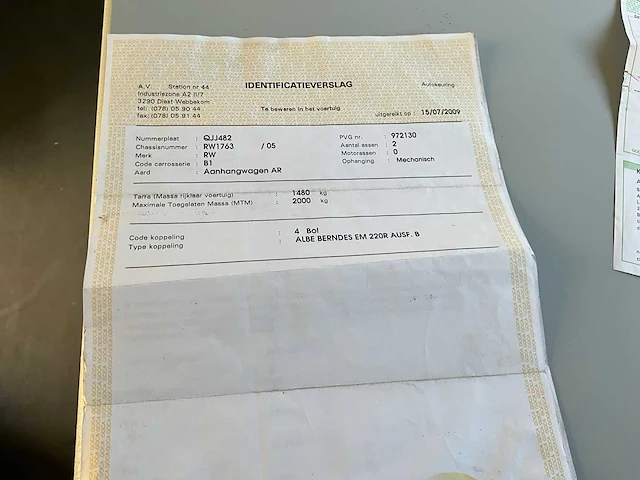 A.V. Station nr 44
Industriezone A2 II/7
3290 Diest-Webbekom
tel: (078) 05 90 44
fax: (078) 05 91 44
IDENTIFICATIEVERSLAG
Autokeuring
Te bewaren in het voertuig
uitgereikt op : 15/07/2009
Nummerplaat : QJJ482
Chassisnummer : RW1763 / 05
Merk : RW
Code carrosserie : B1
Aard : Aanhangwagen AR
PVG nr. : 972130
Aantal assen : 2
Motorassen : 0
Ophanging : Mechanisch
Tarra (Massa rijklaar voertuig) : 1480 kg
Maximale Toegelaten Massa (MTM) : 2000 kg
Code koppeling : 4 Bol
Type koppeling : ALBE BERNDES EM 220R AUSF. B